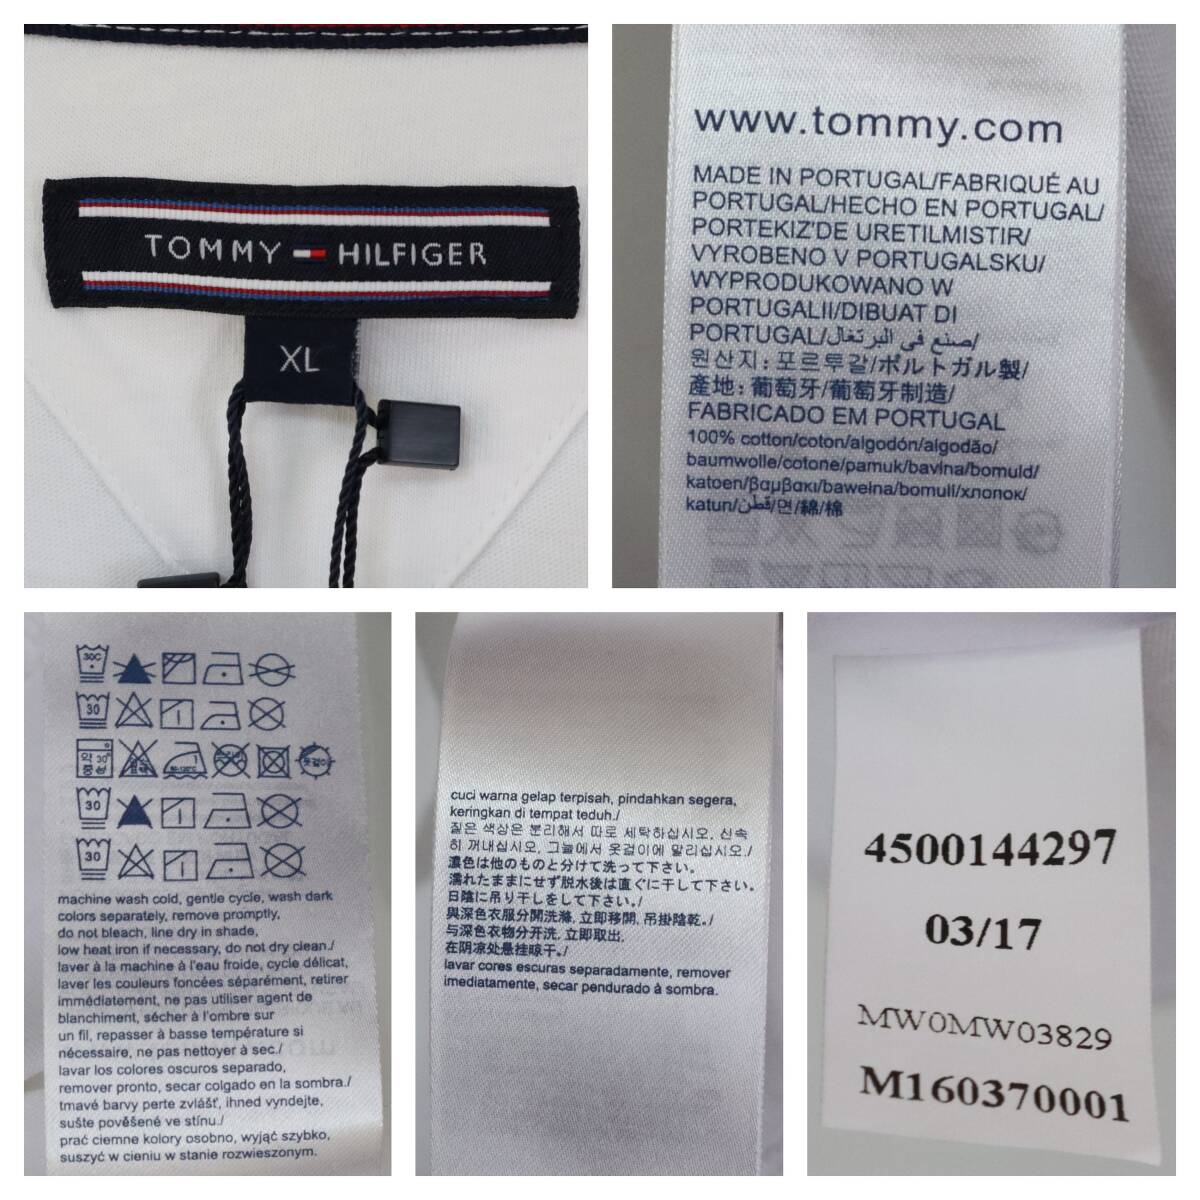 TOMMY HILFIGER
XL
www.tommy.com
MADE IN PORTUGAL/FABRIQUÉ AU
PORTUGAL/HECHO EN PORTUGAL/
PORTEKIZ'DE URETILMISTIR/
VYROBENO V PORTUGALSKU/
WYPRODUKOWANO W
PORTUGALII/DIBUAT DI
PORTUGAL/صنع في البرتغال/
원산지: 포르투갈/ポルトガル製/
產地: 葡萄牙/葡萄牙制造/
FABRICADO EM PORTUGAL
100% cotton/coton/algodón/algodão/
baumwolle/cotone/pamuk/bavlna/bomuld/
katoen/βαμβακι/bawełna/bomull/хлопок/
katun/قطن/면/綿/棉
30C
30
약 30°
중성
80-120℃
옷걸이
30
30
machine wash cold, gentle cycle, wash dark
colors separately, remove promptly,
do not bleach, line dry in shade,
low heat iron if necessary, do not dry clean./
laver à la machine à l'eau froide, cycle délicat,
laver les couleurs foncées séparément, retirer
immédiatement, ne pas utiliser agent de
blanchiment, sécher à l'ombre sur
un fil, repasser à basse température si
nécessaire, ne pas nettoyer à sec./
lavar los colores oscuros separado,
remover pronto, secar colgado en la sombra./
tmavé barvy perte zvlášť, ihned vyndejte,
sušte pověšené ve stínu./
prać ciemne kolory osobno, wyjąć szybko,
suszyć w cieniu w stanie rozwieszonym.
cuci warna gelap terpisah, pindahkan segera,
keringkan di tempat teduh./
짙은 색상은 분리해서 따로 세탁하십시오. 신속
히 꺼내십시오. 그늘에서 옷걸이에 말리십시오./
濃色は他のものと分けて洗って下さい。
濡れたままにせず脱水後は直ぐに干して下さい。
日陰に吊り干しをして下さい。/
與深色衣服分開洗滌, 立即移開, 吊掛陰乾。/
与深色衣物分开洗, 立即取出,
在阴凉处悬挂晾干。/
lavar cores escuras separadamente, remover
imediatamente, secar pendurado à sombra.
4500144297
03/17
MW0MW03829
M160370001